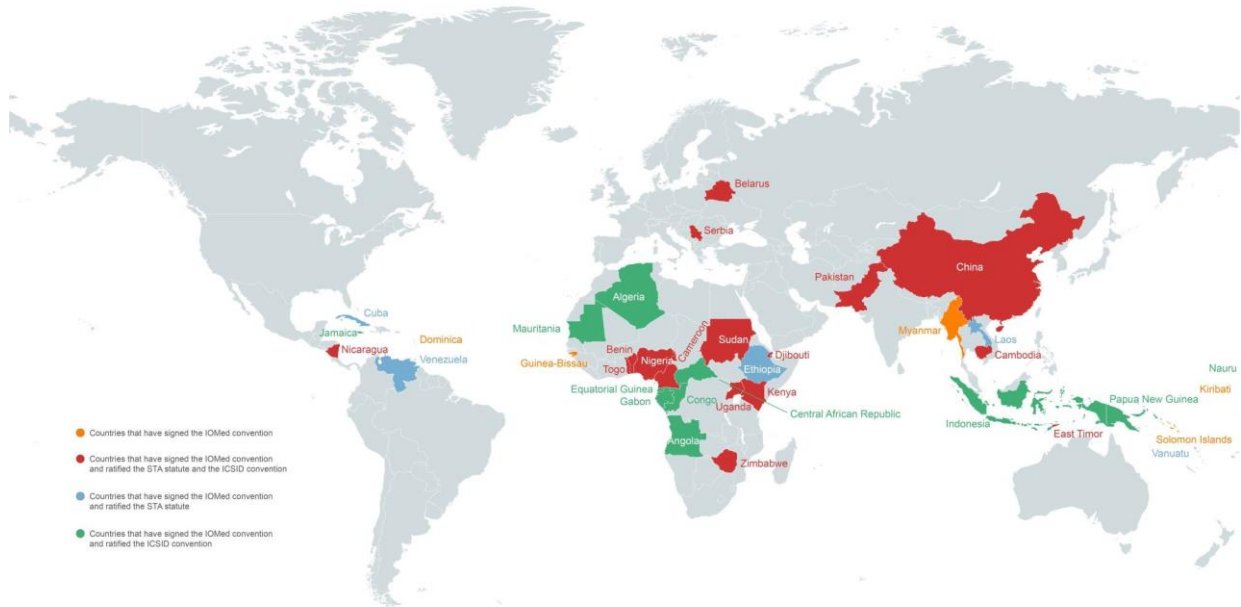 Belarus
Serbia
China
Pakistan
Algeria
Cuba
Mauritania
Jamaica
Dominica
Myanmar
Nicaragua
Benin
Nigeria
Cameroon
Sudan
Djibouti
Laos
Venezuela
Guinea-Bissau
Togo
Ethiopia
Cambodia
Nauru
Equatorial Guinea
Kenya
Kiribati
Gabon
Congo
Uganda
Central African Republic
Papua New Guinea
Indonesia
East Timor
Angola
Solomon Islands
Zimbabwe
Vanuatu
Countries that have signed the IOMed convention
Countries that have signed the IOMed convention
and ratified the STA statute and the ICSID convention
Countries that have signed the IOMed convention
and ratified the STA statute
Countries that have signed the IOMed convention
and ratified the ICSID convention